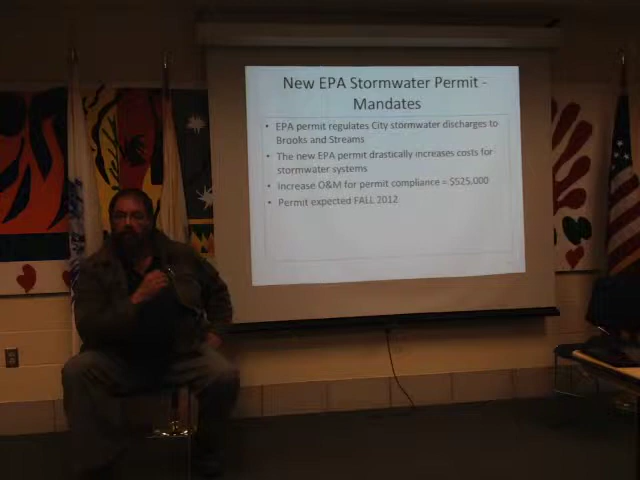 New EPA Stormwater Permit -
Mandates
• EPA permit regulates City stormwater discharges to
Brooks and Streams
• The new EPA permit drastically increases costs for
stormwater systems
• Increase O&M for permit compliance = $525,000
• Permit expected FALL 2012